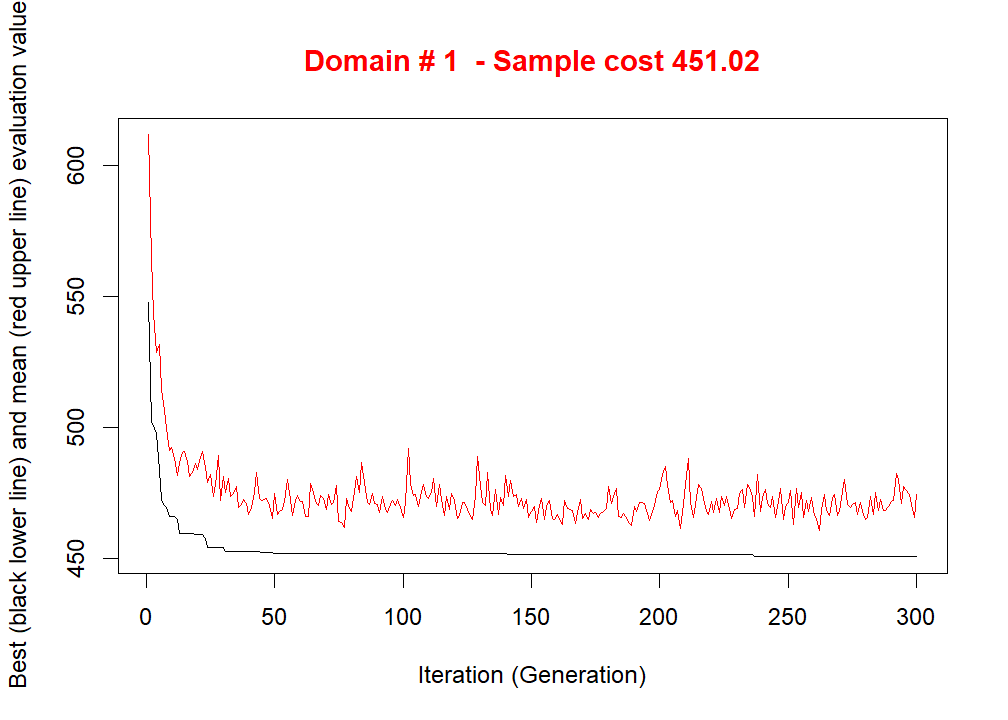 Domain # 1  - Sample cost 451.02
Best (black lower line) and mean (red upper line) evaluation value
600
550
500
450
0 50 100 150 200 250 300
Iteration (Generation)